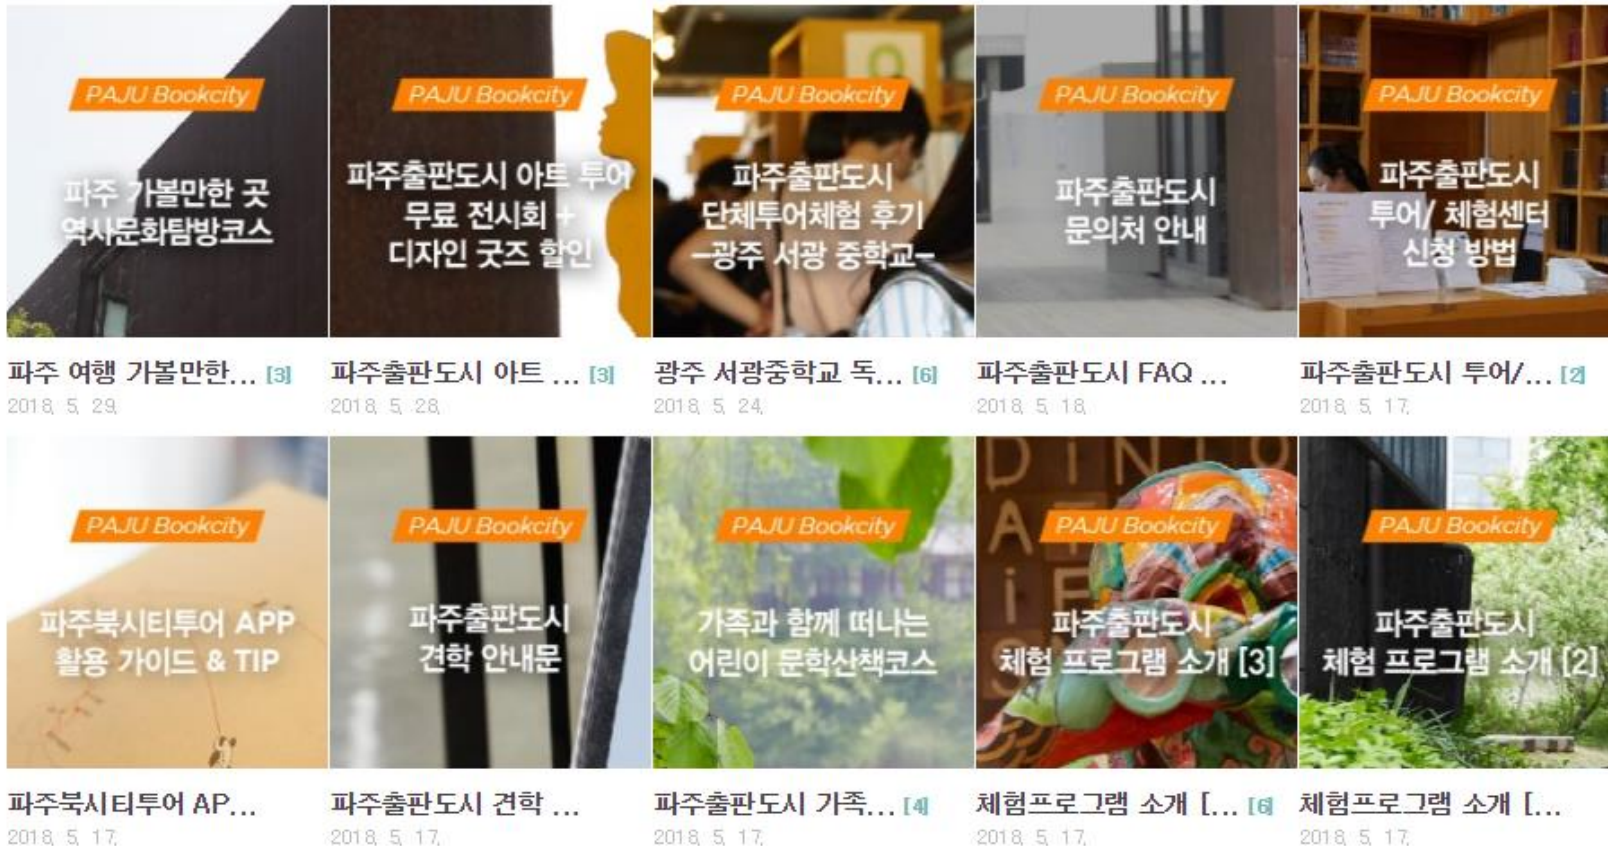 PAJU Bookcity
파주 가볼만한 곳
역사문화탐방코스
PAJU Bookcity
파주출판도시 아트 투어
무료 전시회 +
디자인 굿즈 할인
PAJU Bookcity
파주출판도시
단체투어체험 후기
-광주 서광 중학교-
PAJU Bookcity
파주출판도시
문의처 안내
PAJU Bookcity
파주출판도시
투어/ 체험센터
신청 방법
파주 여행 가볼만한... [3]
2018. 5. 29.
파주출판도시 아트 ... [3]
2018. 5. 28.
광주 서광중학교 독... [6]
2018. 5. 24.
파주출판도시 FAQ ...
2018. 5. 18.
파주출판도시 투어/... [2]
2018. 5. 17.
PAJU Bookcity
파주북시티투어 APP
활용 가이드 & TIP
PAJU Bookcity
파주출판도시
견학 안내문
PAJU Bookcity
가족과 함께 떠나는
어린이 문학산책코스
PAJU Bookcity
파주출판도시
체험 프로그램 소개 [3]
PAJU Bookcity
파주출판도시
체험 프로그램 소개 [2]
파주북시티투어 AP...
2018. 5. 17.
파주출판도시 견학 ...
2018. 5. 17.
파주출판도시 가족... [4]
2018. 5. 17.
체험프로그램 소개 [... [6]
2018. 5. 17.
체험프로그램 소개 [...
2018. 5. 17.